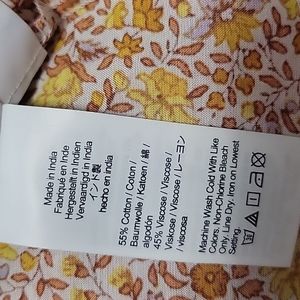 Made in India
Fabriqué en Inde
Hergestellt in Indien
Vervaardigd in India
インド製
hecho en india
55% Cotton / Coton /
Baumwolle / Katoen / 綿 /
algodón
45% Viscose / Viscose /
Viskose / Viscose / レーヨン
/ viscosa
Machine Wash Cold With Like
Colors, Non-Chlorine Bleach
Only, Line Dry, Iron on Lowest
Setting.